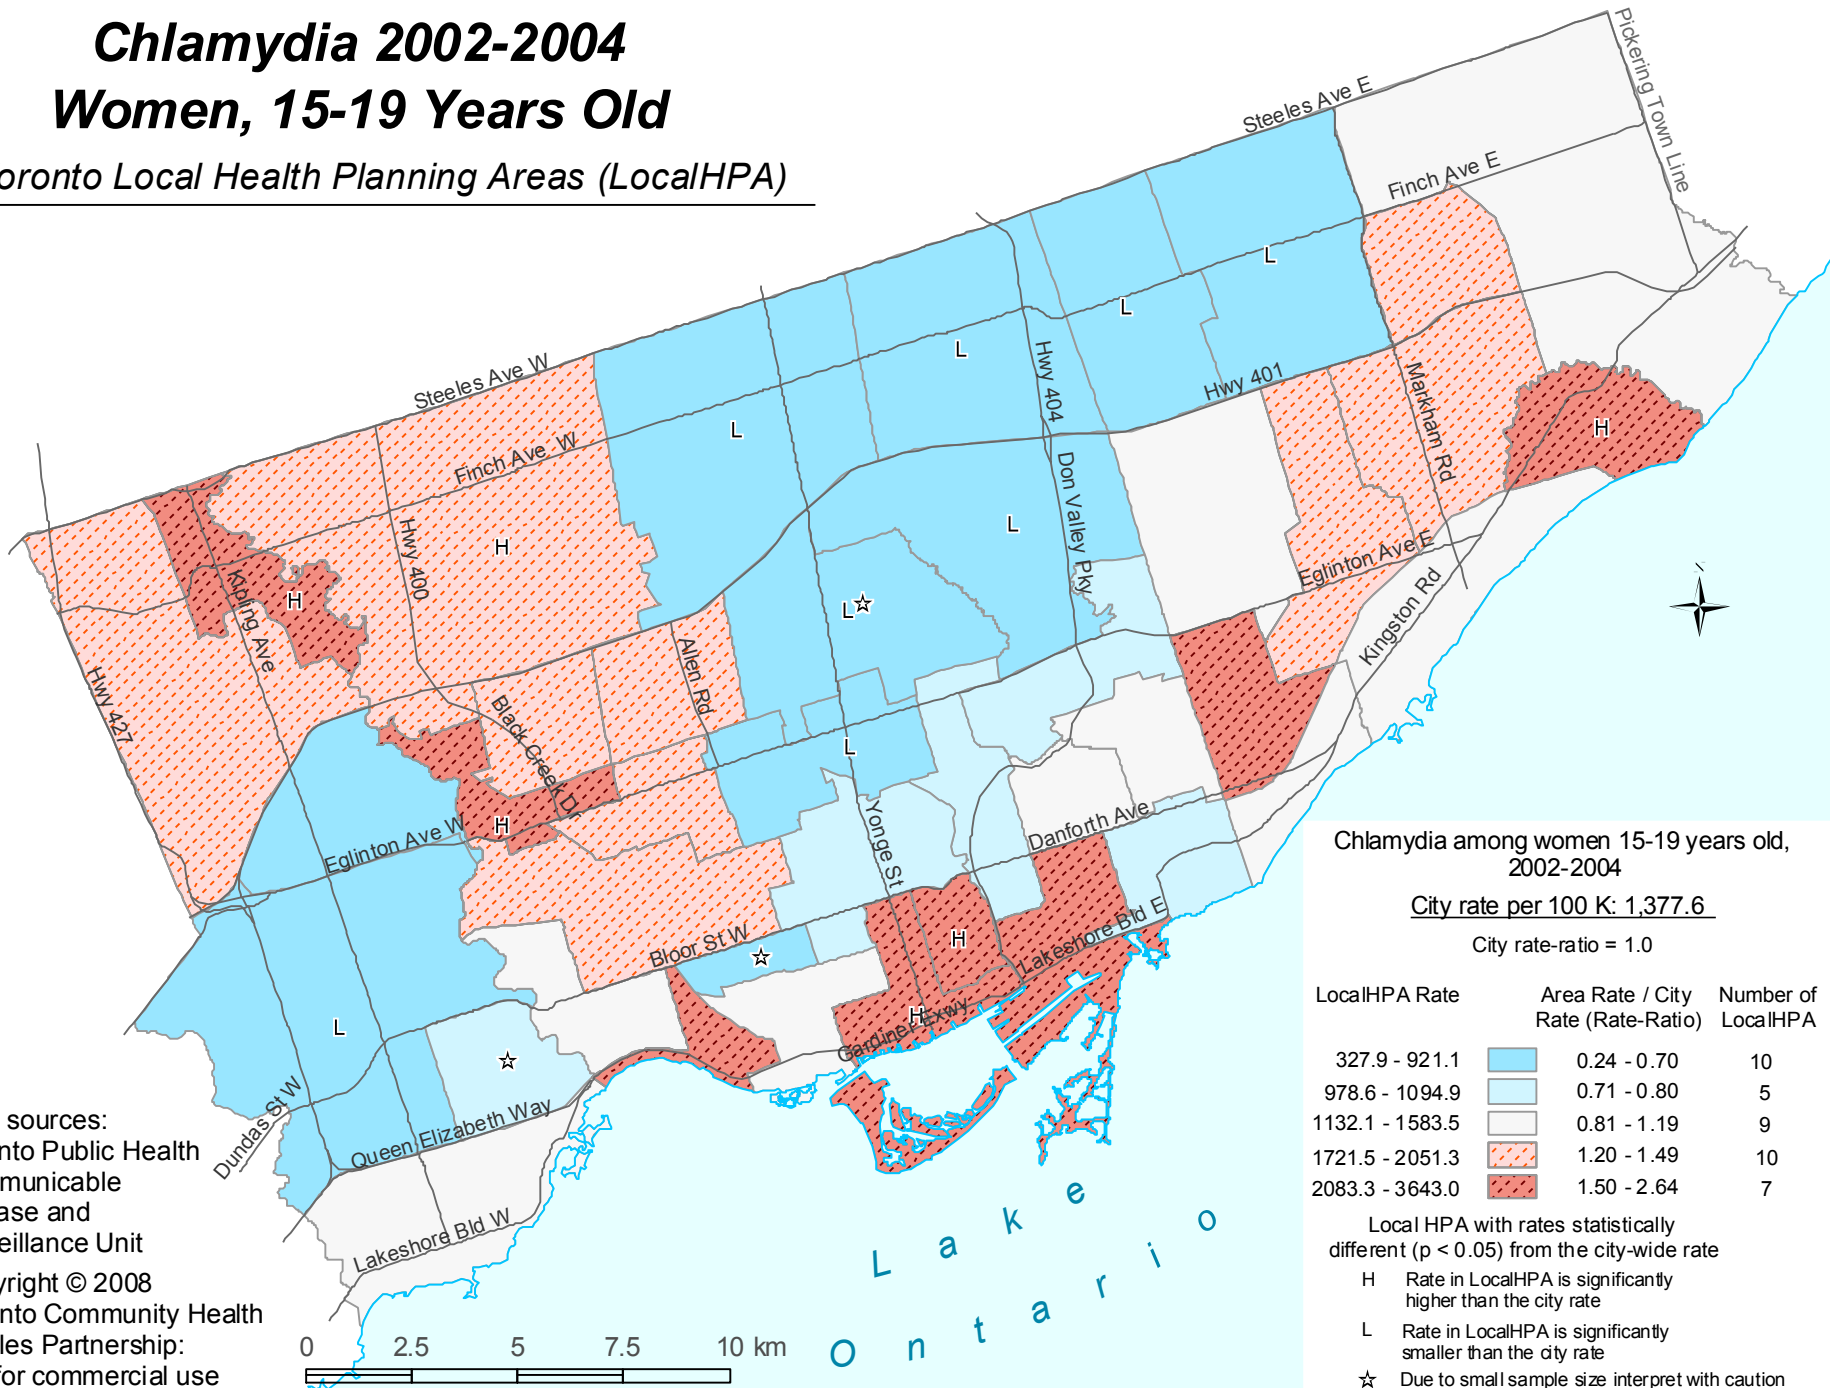 Chlamydia 2002-2004
Women, 15-19 Years Old
oronto Local Health Planning Areas (LocalHPA)
Pickering Town Line
Steeles Ave E
Finch Ave E
L
L
L
Steeles Ave W
Hwy 404
Hwy 401
Markham Rd
L
H
Finch Ave W
Don Valley Pky
L
Hwy 400
H
Eglinton Ave E
Kipling Ave
H
L
Kingston Rd
Hwy 427
Allen Rd
Black Creek Dr
L
Eglinton Ave W
H
Yonge St
Danforth Ave
Bloor St W
H
Lakeshore Bld E
H
Gardiner Exwy
L
Dundas St W
Queen Elizabeth Way
Lakeshore Bld W
Lake
Ontario
sources:
nto Public Health
municable
ase and
eillance Unit
yright © 2008
nto Community Health
les Partnership:
for commercial use
0 2.5 5 7.5 10 km
Chlamydia among women 15-19 years old,
2002-2004
City rate per 100 K: 1,377.6
City rate-ratio = 1.0
LocalHPA Rate Area Rate / City Number of
Rate (Rate-Ratio) LocalHPA
327.9 - 921.1 0.24 - 0.70 10
978.6 - 1094.9 0.71 - 0.80 5
1132.1 - 1583.5 0.81 - 1.19 9
1721.5 - 2051.3 1.20 - 1.49 10
2083.3 - 3643.0 1.50 - 2.64 7
Local HPA with rates statistically
different (p < 0.05) from the city-wide rate
H Rate in LocalHPA is significantly
higher than the city rate
L Rate in LocalHPA is significantly
smaller than the city rate
☆ Due to small sample size interpret with caution